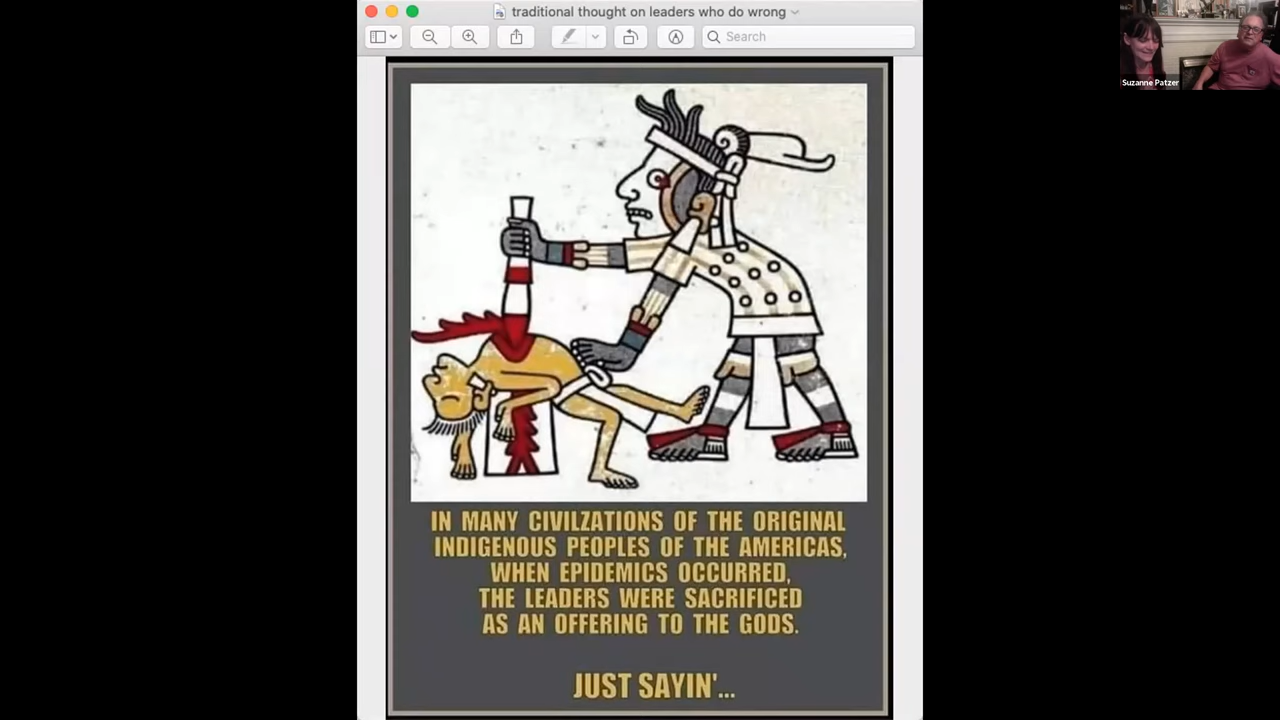 traditional thought on leaders who do wrong
Search
Suzanne Patzer
IN MANY CIVILZATIONS OF THE ORIGINAL
INDIGENOUS PEOPLES OF THE AMERICAS,
WHEN EPIDEMICS OCCURRED,
THE LEADERS WERE SACRIFICED
AS AN OFFERING TO THE GODS.
JUST SAYIN'...